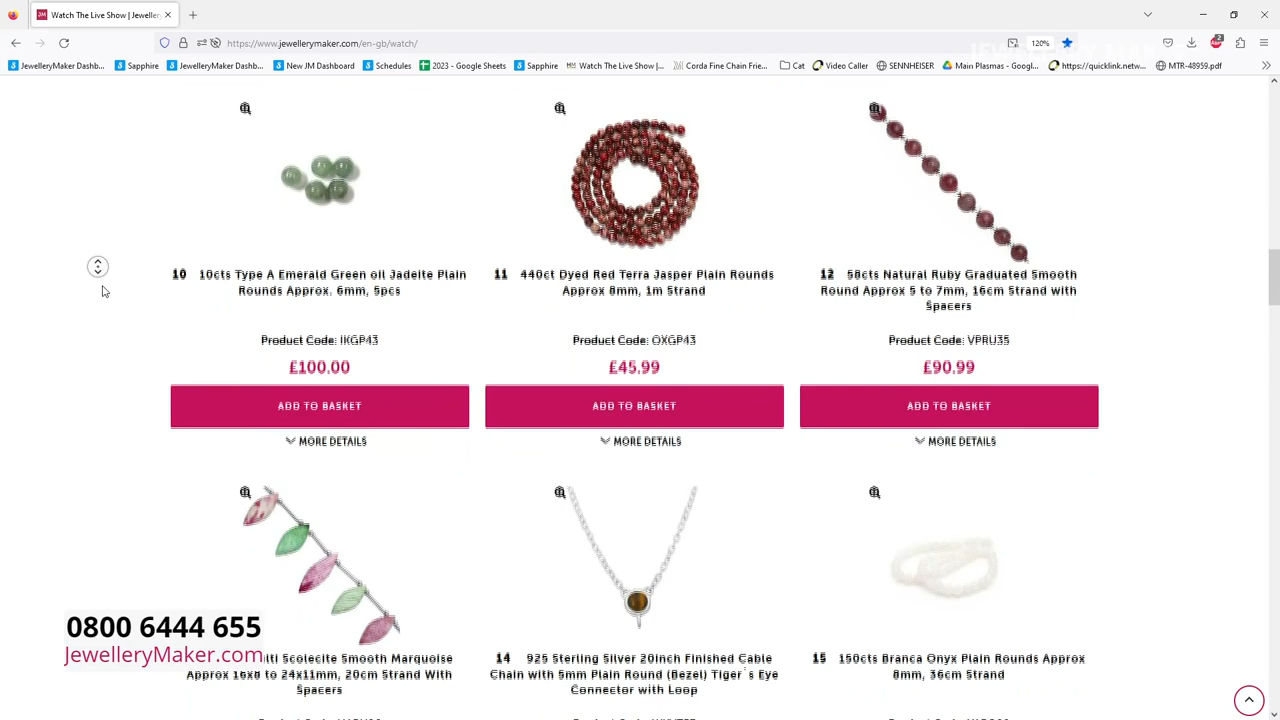 Watch The Live Show | Jeweller
https://www.jewellerymaker.com/en-gb/watch/
120%
2
JewelleryMaker Dashb...
Sapphire
JewelleryMaker Dashb...
New JM Dashboard
Schedules
2023 - Google Sheets
Sapphire
Watch The Live Show |...
Corda Fine Chain Frie...
Cat
Video Caller
SENNHEISER
Main Plasmas - Googl...
https://quicklink.netw...
MTR-48959.pdf
10 10cts Type A Emerald Green oil Jadeite Plain
Rounds Approx. 6mm, 5pcs
Product Code: IKGP43
£100.00
ADD TO BASKET
MORE DETAILS
11 440ct Dyed Red Terra Jasper Plain Rounds
Approx 8mm, 1m Strand
Product Code: OXGP43
£45.99
ADD TO BASKET
MORE DETAILS
12 58cts Natural Ruby Graduated Smooth
Round Approx 5 to 7mm, 16cm Strand with
Spacers
Product Code: VPRU35
£90.99
ADD TO BASKET
MORE DETAILS
Scolecite Smooth Marquoise
Approx 16x8 to 24x11mm, 20cm Strand With
Spacers
14 925 Sterling Silver 20inch Finished Cable
Chain with 5mm Plain Round (Bezel) Tiger`s Eye
Connector with Loop
15 150cts Branca Onyx Plain Rounds Approx
8mm, 36cm Strand
0800 6444 655
JewelleryMaker.com